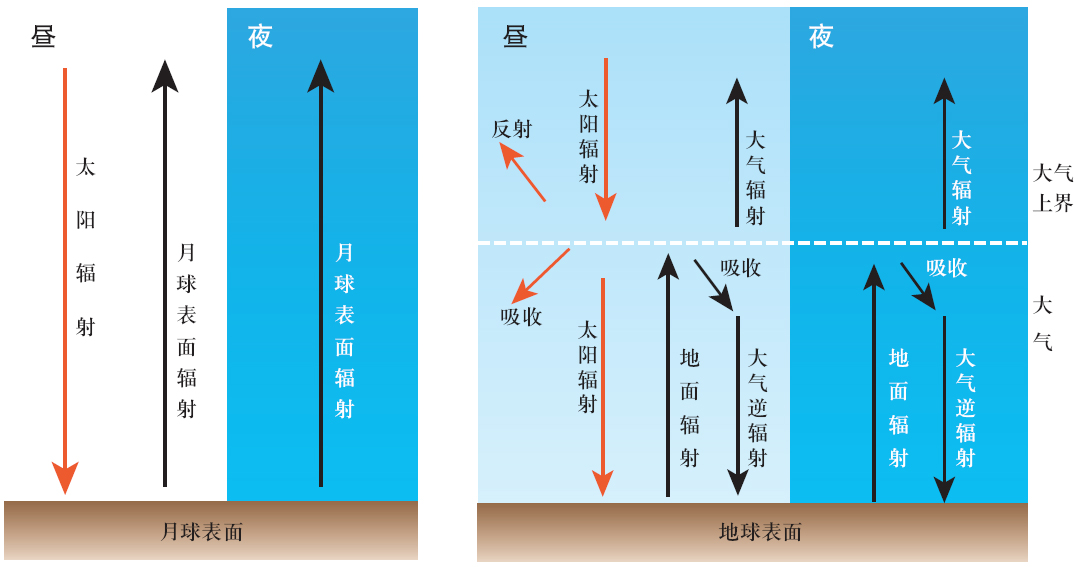 昼
太阳辐射
月球表面辐射
夜
月球表面辐射
月球表面
昼
反射
太阳辐射
大气辐射
吸收
太阳辐射
地面辐射
吸收
大气逆辐射
夜
大气辐射
吸收
地面辐射
大气逆辐射
地球表面
大气
上界
大气